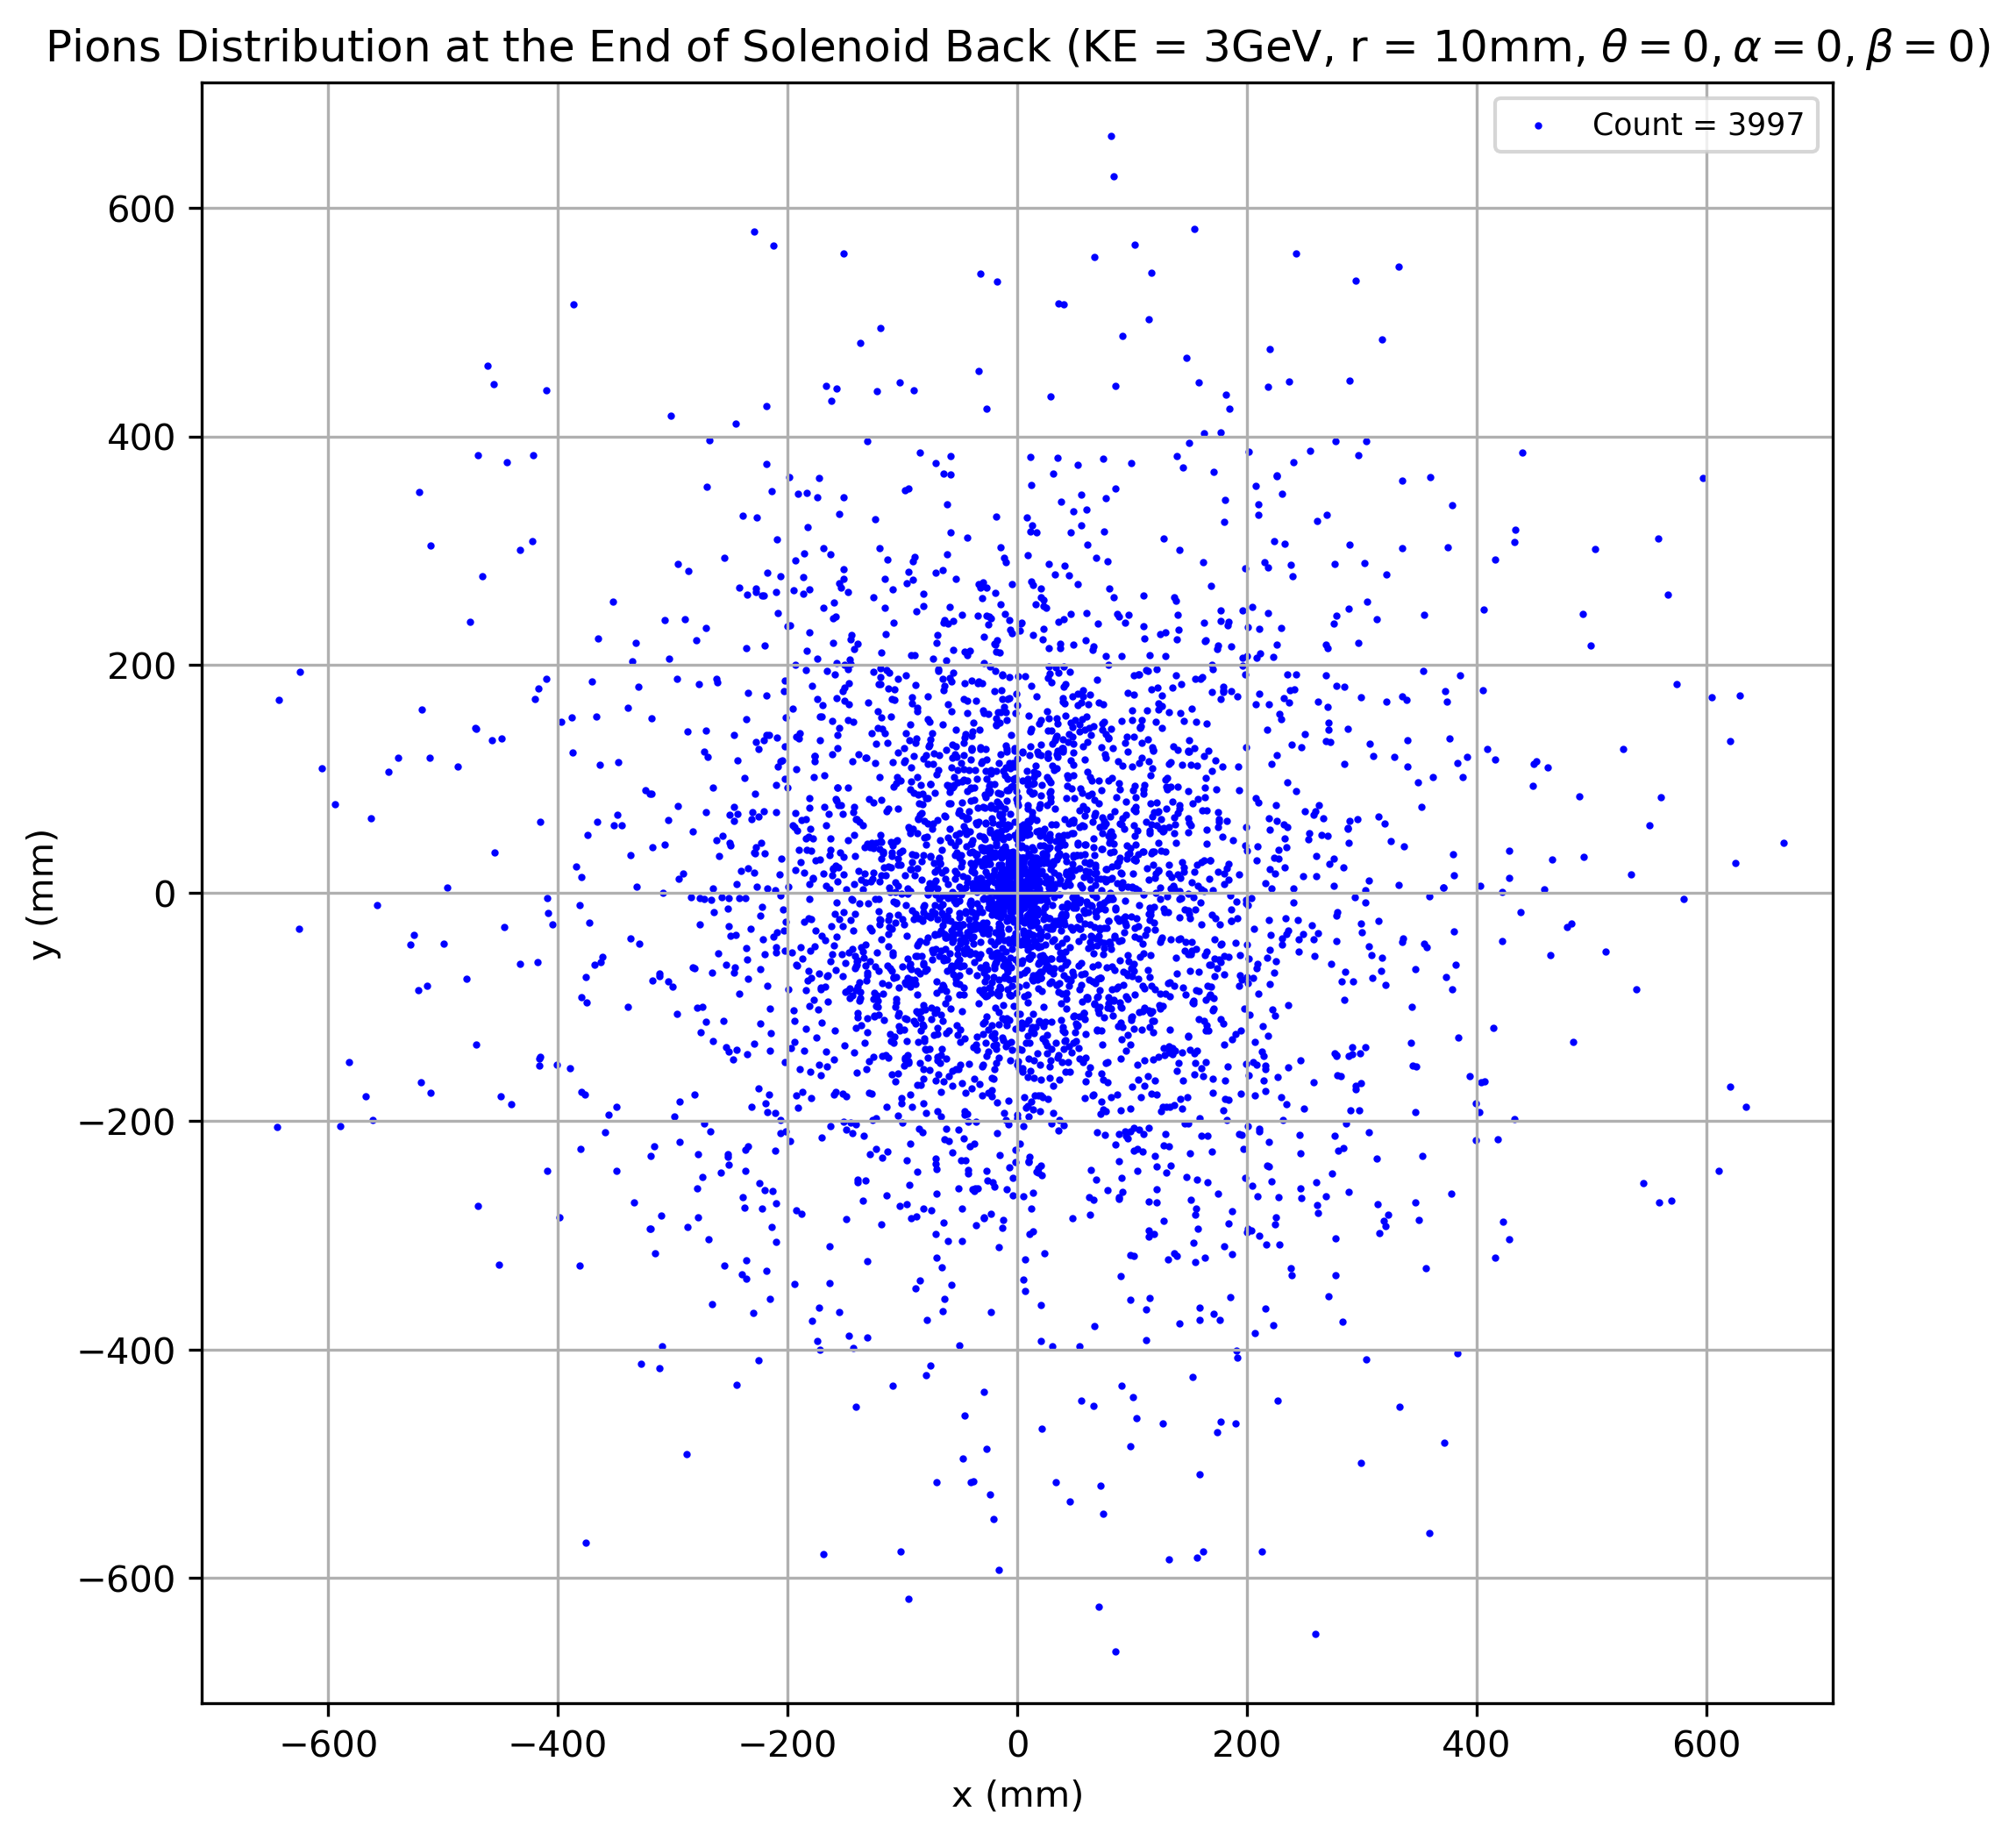 Pions Distribution at the End of Solenoid Back (KE = 3GeV, r = 10mm, θ = 0, α = 0, β = 0)
Count = 3997
600
400
200
0
−200
−400
−600
y (mm)
−600 −400 −200 0 200 400 600
x (mm)